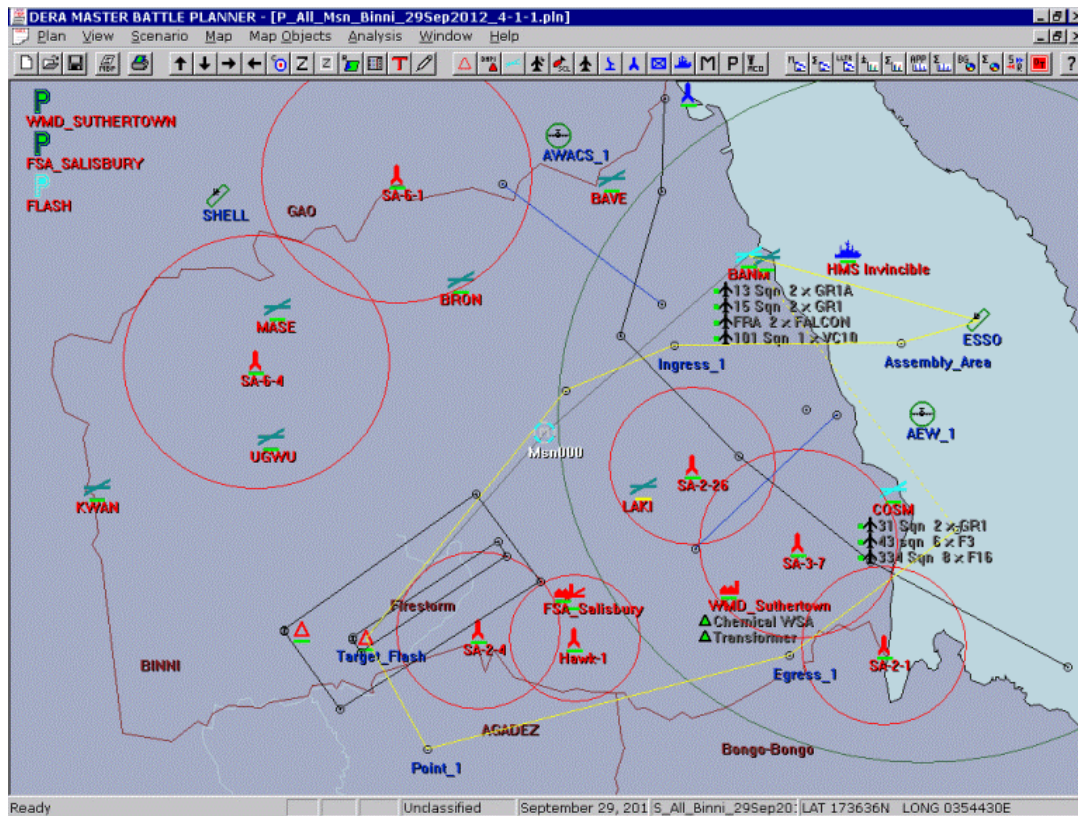 DERA MASTER BATTLE PLANNER - [P_All_Msn_Binni_29Sep2012_4-1-1.pln]
Plan View Scenario Map Map Objects Analysis Window Help
WMD_SUTHERTOWN
FSA_SALISBURY
FLASH
SHELL
GAO
SA-6-1
AWACS_1
BAVE
BRON
MASE
SA-6-4
UGWU
KWAN
BANM
13 Sqn 2 x GR1A
15 Sqn 2 x GR1
FRA 2 x FALCON
101 Sqn 1 x VC10
HMS Invincible
ESSO
Ingress_1
Assembly_Area
AEW_1
Msn000
LAKI
SA-2-26
COSM
31 Sqn 2 x GR1
43 sqn 6 x F3
334 Sqn 8 x F16
SA-3-7
Firestorm
FSA_Salisbury
WMD_Suthertown
Chemical WSA
Transformer
Target_Flash
SA-2-4
Hawk-1
SA-2-1
BINNI
Egress_1
AGADEZ
Bongo-Bongo
Point_1
Ready Unclassified September 29, 201 S_All_Binni_29Sep20 LAT 173636N LONG 0354430E